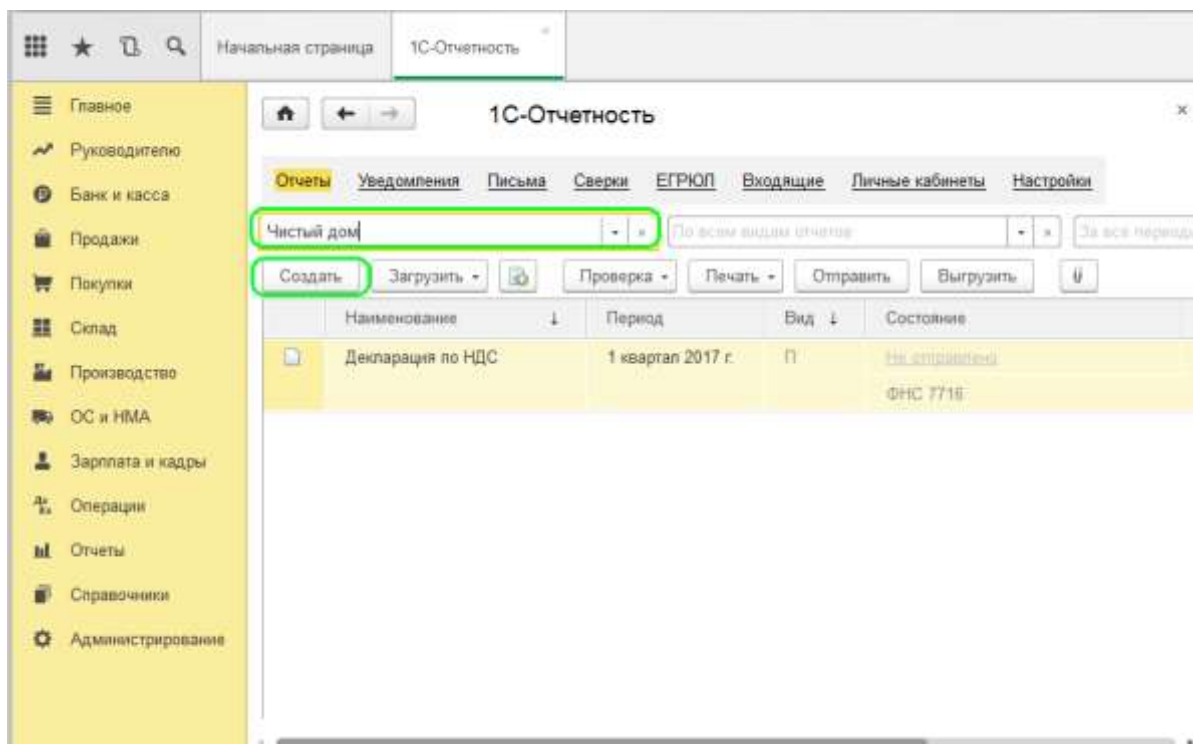 Начальная страница
1С-Отчетность
Главное
Руководителю
Банк и касса
Продажи
Покупки
Склад
Производство
ОС и НМА
Зарплата и кадры
Операции
Отчеты
Справочники
Администрирование
1С-Отчетность
Отчеты Уведомления Письма Сверки ЕГРЮЛ Входящие Личные кабинеты Настройки
Чистый дом По всем видам отчетов За все периоды
Создать Загрузить Проверка Печать Отправить Выгрузить
Наименование Период Вид Состояние
Декларация по НДС 1 квартал 2017 г. П Не отправлено
ФНС 7716